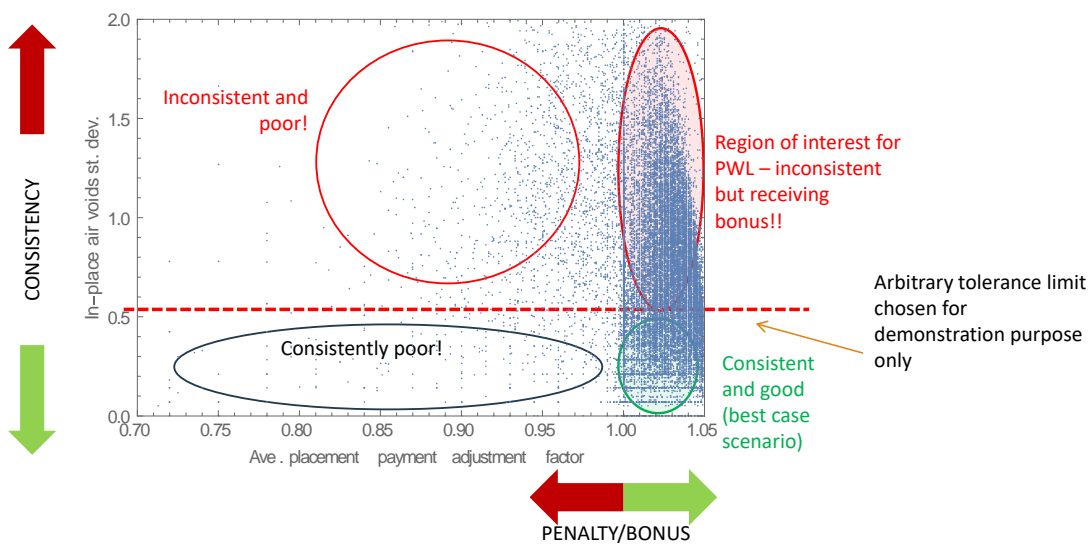 CONSISTENCY
In-place air voids st. dev.
2.0
1.5
1.0
0.5
0.0
0.70
0.75
0.80
0.85
0.90
0.95
1.00
1.05
Ave . placement payment adjustment factor
Inconsistent and
poor!
Region of interest for
PWL – inconsistent
but receiving
bonus!!
Arbitrary tolerance limit
chosen for
demonstration purpose
only
Consistently poor!
Consistent
and good
(best case
scenario)
PENALTY/BONUS